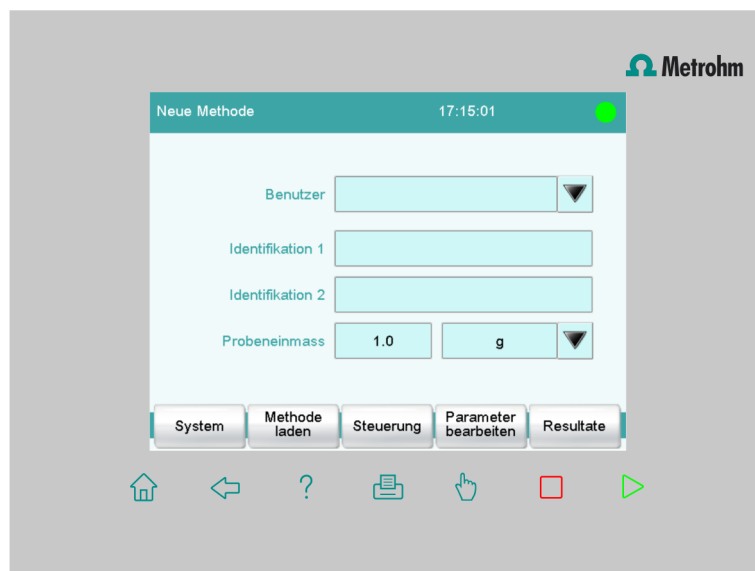 Metrohm
Neue Methode 17:15:01
Benutzer
Identifikation 1
Identifikation 2
Probeneinmass 1.0 g
System Methode laden Steuerung Parameter bearbeiten Resultate
?